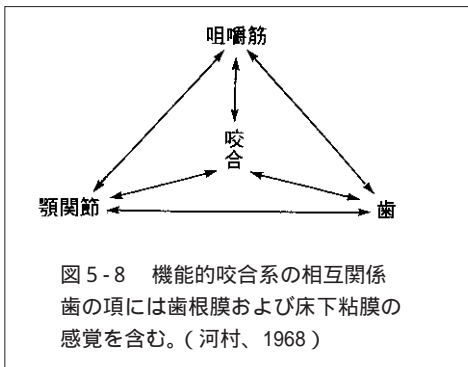 咀嚼筋
咬合
顎関節
歯
図5-8　機能的咬合系の相互関係
歯の項には歯根膜および床下粘膜の
感覚を含む。（河村、1968）